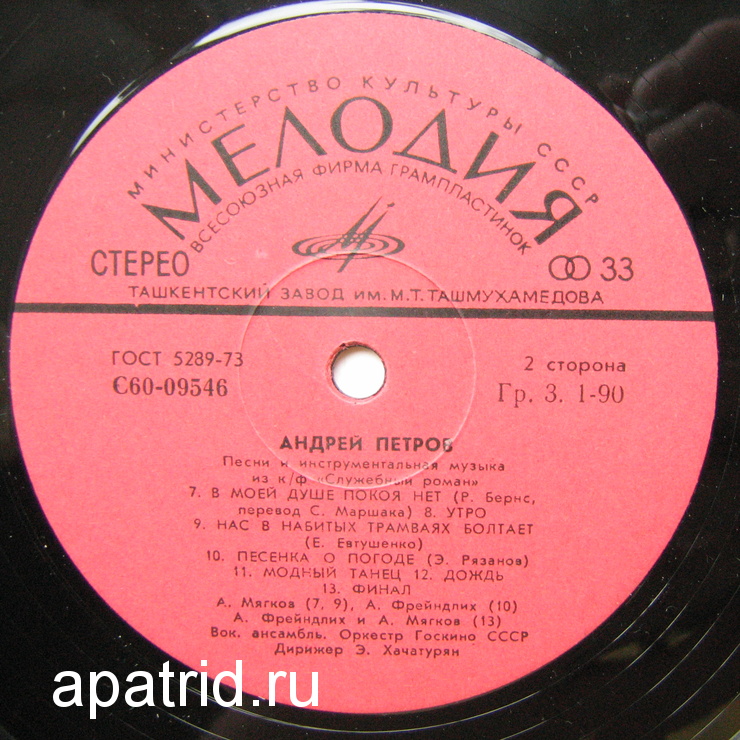 МИНИСТЕРСТВО КУЛЬТУРЫ СССР
МЕЛОДИЯ
ВСЕСОЮЗНАЯ ФИРМА ГРАМПЛАСТИНОК
СТЕРЕО
33
ТАШКЕНТСКИЙ ЗАВОД ИМ. М.Т. ТАШМУХАМЕДОВА
ГОСТ 5289-73
2 сторона
С60-09546
Гр. 3. 1-90
АНДРЕЙ ПЕТРОВ
Песни и инструментальная музыка
из к/ф «Служебный роман»
7. В МОЕЙ ДУШЕ ПОКОЯ НЕТ (Р. Бернс,
перевод С. Маршака) 8. УТРО
9. НАС В НАБИТЫХ ТРАМВАЯХ БОЛТАЕТ
(Е. Евтушенко)
10. ПЕСЕНКА О ПОГОДЕ (Э. Рязанов)
11. МОДНЫЙ ТАНЕЦ 12. ДОЖДЬ
13. ФИНАЛ
А. Мягков (7, 9), А. Фрейндлих (10)
А. Фрейндлих и А. Мягков (13)
Вок. ансамбль. Оркестр Госкино СССР
Дирижер Э. Хачатурян
apatrid.ru